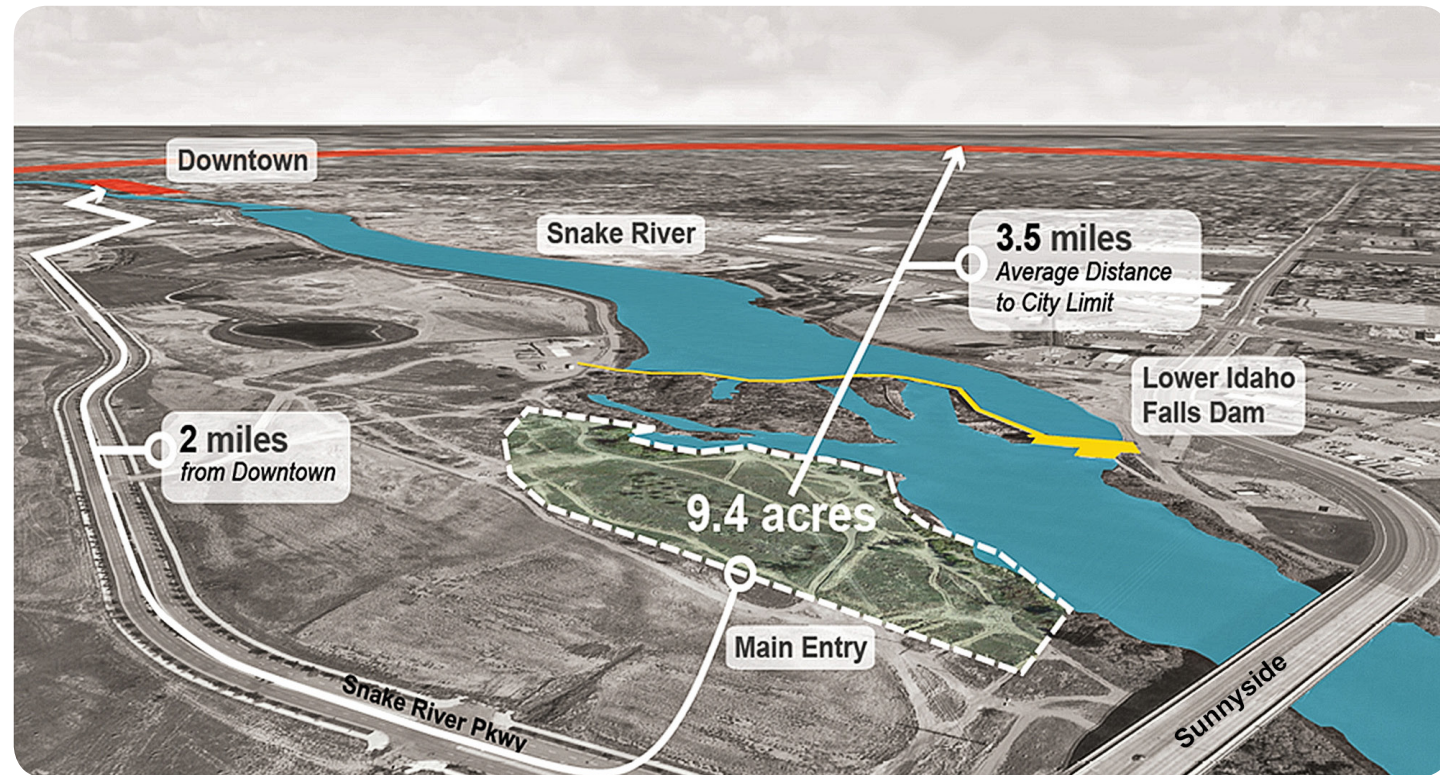 Downtown
Snake River
3.5 miles
Average Distance
to City Limit
Lower Idaho
Falls Dam
2 miles
from Downtown
9.4 acres
Main Entry
Snake River Pkwy
Sunnyside